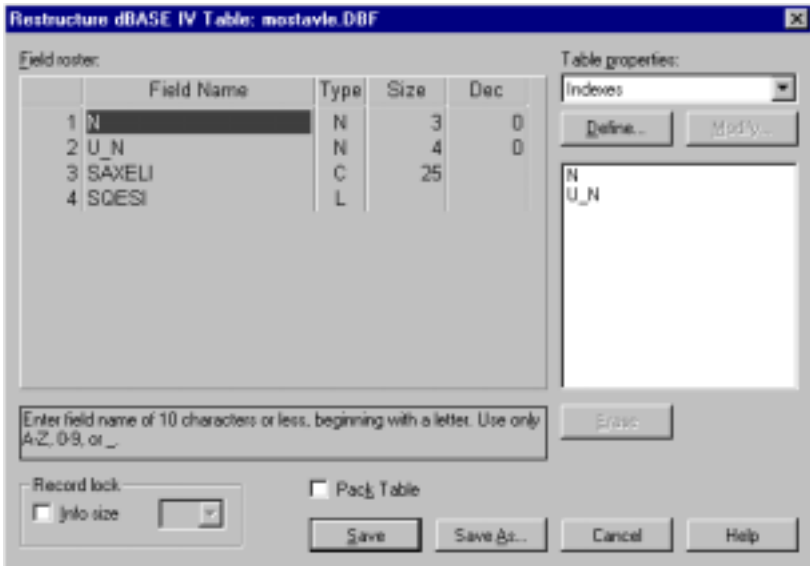 Restructure dBASE IV Table: mostavle.DBF
Field roster:
Field Name Type Size Dec
1 N N 3 0
2 U_N N 4 0
3 SAXELI C 25
4 SQESI L
Enter field name of 10 characters or less, beginning with a letter. Use only
A-Z, 0-9, or _.
Record lock
Info size
Pack Table
Table properties:
Indexes
Define... Modify...
N
U_N
Erase
Save Save As... Cancel Help